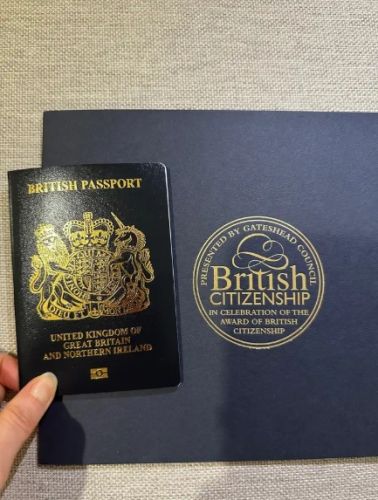 BRITISH PASSPORT
UNITED KINGDOM OF
GREAT BRITAIN
AND NORTHERN IRELAND
PRESENTED BY GATESHEAD COUNCIL
British
CITIZENSHIP
IN CELEBRATION OF THE
AWARD OF BRITISH
CITIZENSHIP